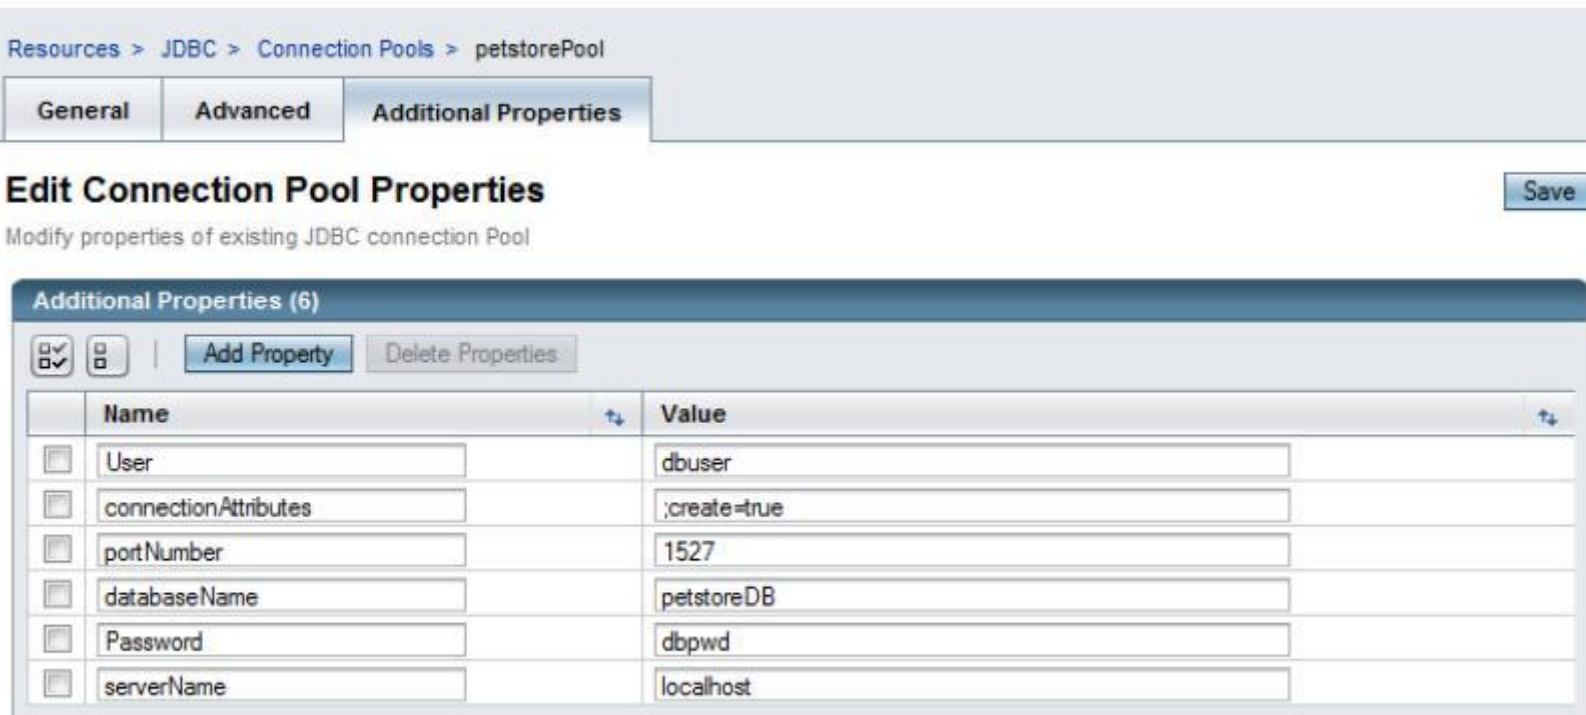 Resources > JDBC > Connection Pools > petstorePool
General Advanced Additional Properties
Edit Connection Pool Properties
Save
Modify properties of existing JDBC connection Pool
Additional Properties (6)
Add Property Delete Properties
Name Value
User dbuser
connectionAttributes ;create=true
portNumber 1527
databaseName petstoreDB
Password dbpwd
serverName localhost